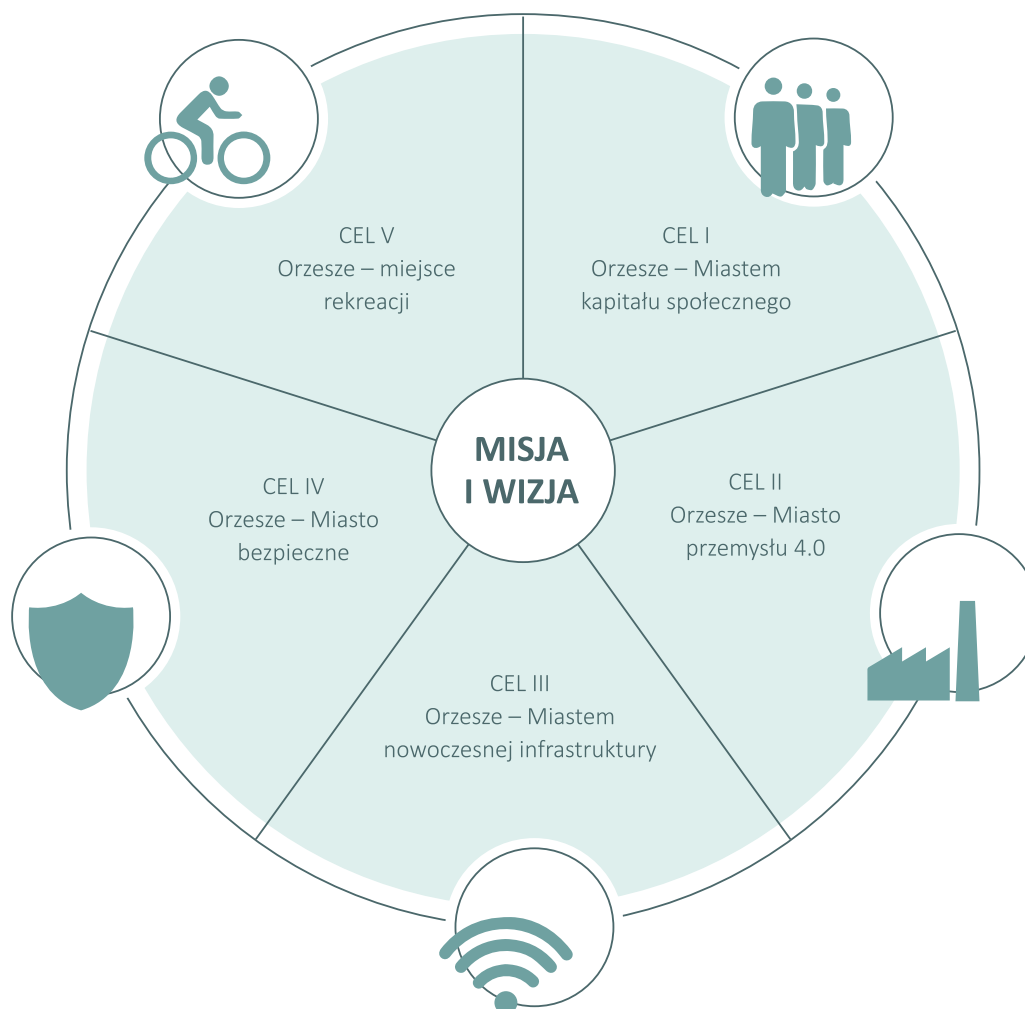 CEL V
Orzesze – miejsce
rekreacji
CEL I
Orzesze – Miastem
kapitału społecznego
MISJA
I WIZJA
CEL IV
Orzesze – Miasto
bezpieczne
CEL II
Orzesze – Miasto
przemysłu 4.0
CEL III
Orzesze – Miastem
nowoczesnej infrastruktury